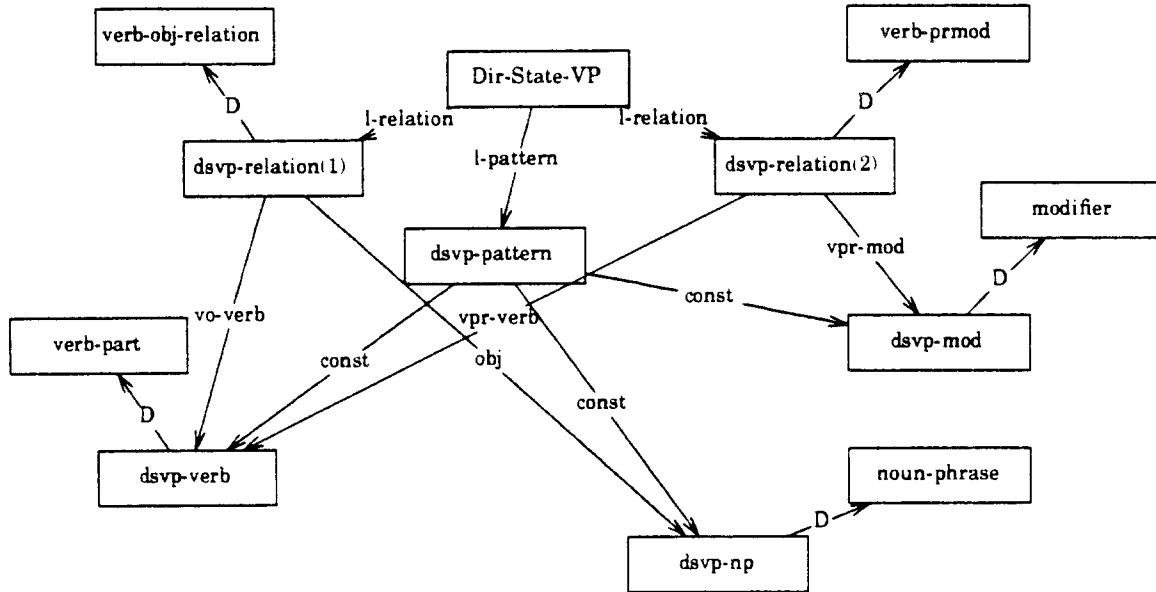 verb-obj-relation
verb-prmod
Dir-State-VP
D
D
l-relation
l-relation
dsvp-relation(1)
l-pattern
dsvp-relation(2)
modifier
dsvp-pattern
vpr-mod
D
const
vo-verb
vpr-verb
verb-part
dsvp-mod
const
obj
const
D
dsvp-verb
noun-phrase
D
dsvp-np